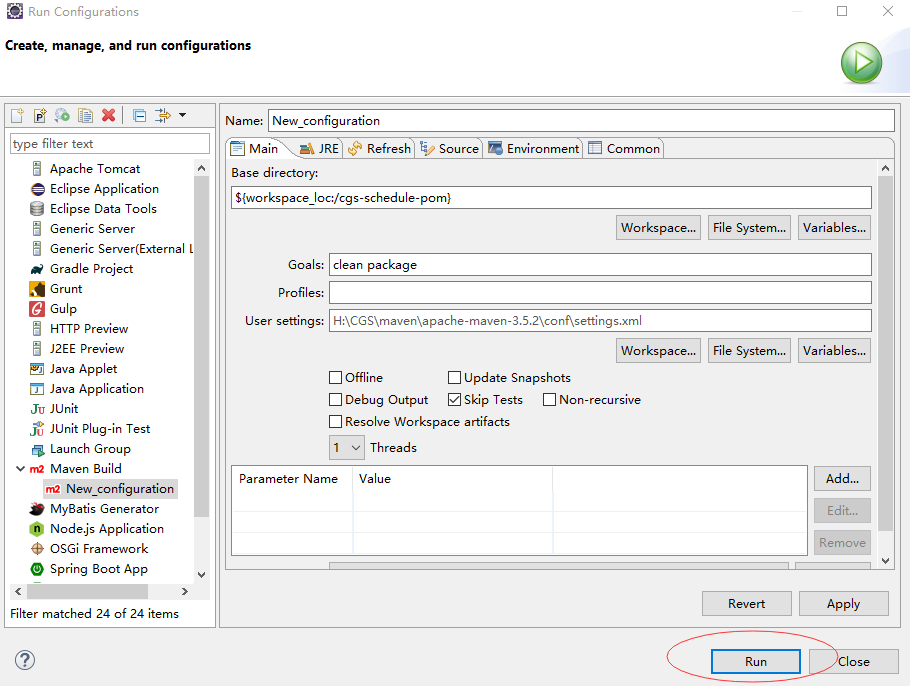 Run Configurations
Create, manage, and run configurations
P
type filter text
Apache Tomcat
Eclipse Application
Eclipse Data Tools
Generic Server
Generic Server(External L
Gradle Project
Grunt
Gulp
HTTP Preview
J2EE Preview
Java Applet
Java Application
Ju JUnit
JUnit Plug-in Test
Launch Group
m2 Maven Build
m2 New_configuration
MyBatis Generator
n Node.js Application
OSGi Framework
Spring Boot App
Filter matched 24 of 24 items
Name: New_configuration
Main JRE Refresh Source Environment Common
Base directory:
${workspace_loc:/cgs-schedule-pom}
Workspace... File System... Variables...
Goals: clean package
Profiles:
User settings: H:\CGS\maven\apache-maven-3.5.2\conf\settings.xml
Workspace... File System... Variables...
Offline Update Snapshots
Debug Output Skip Tests Non-recursive
Resolve Workspace artifacts
1 Threads
Parameter Name Value
Add...
Edit...
Remove
Revert Apply
? Run Close